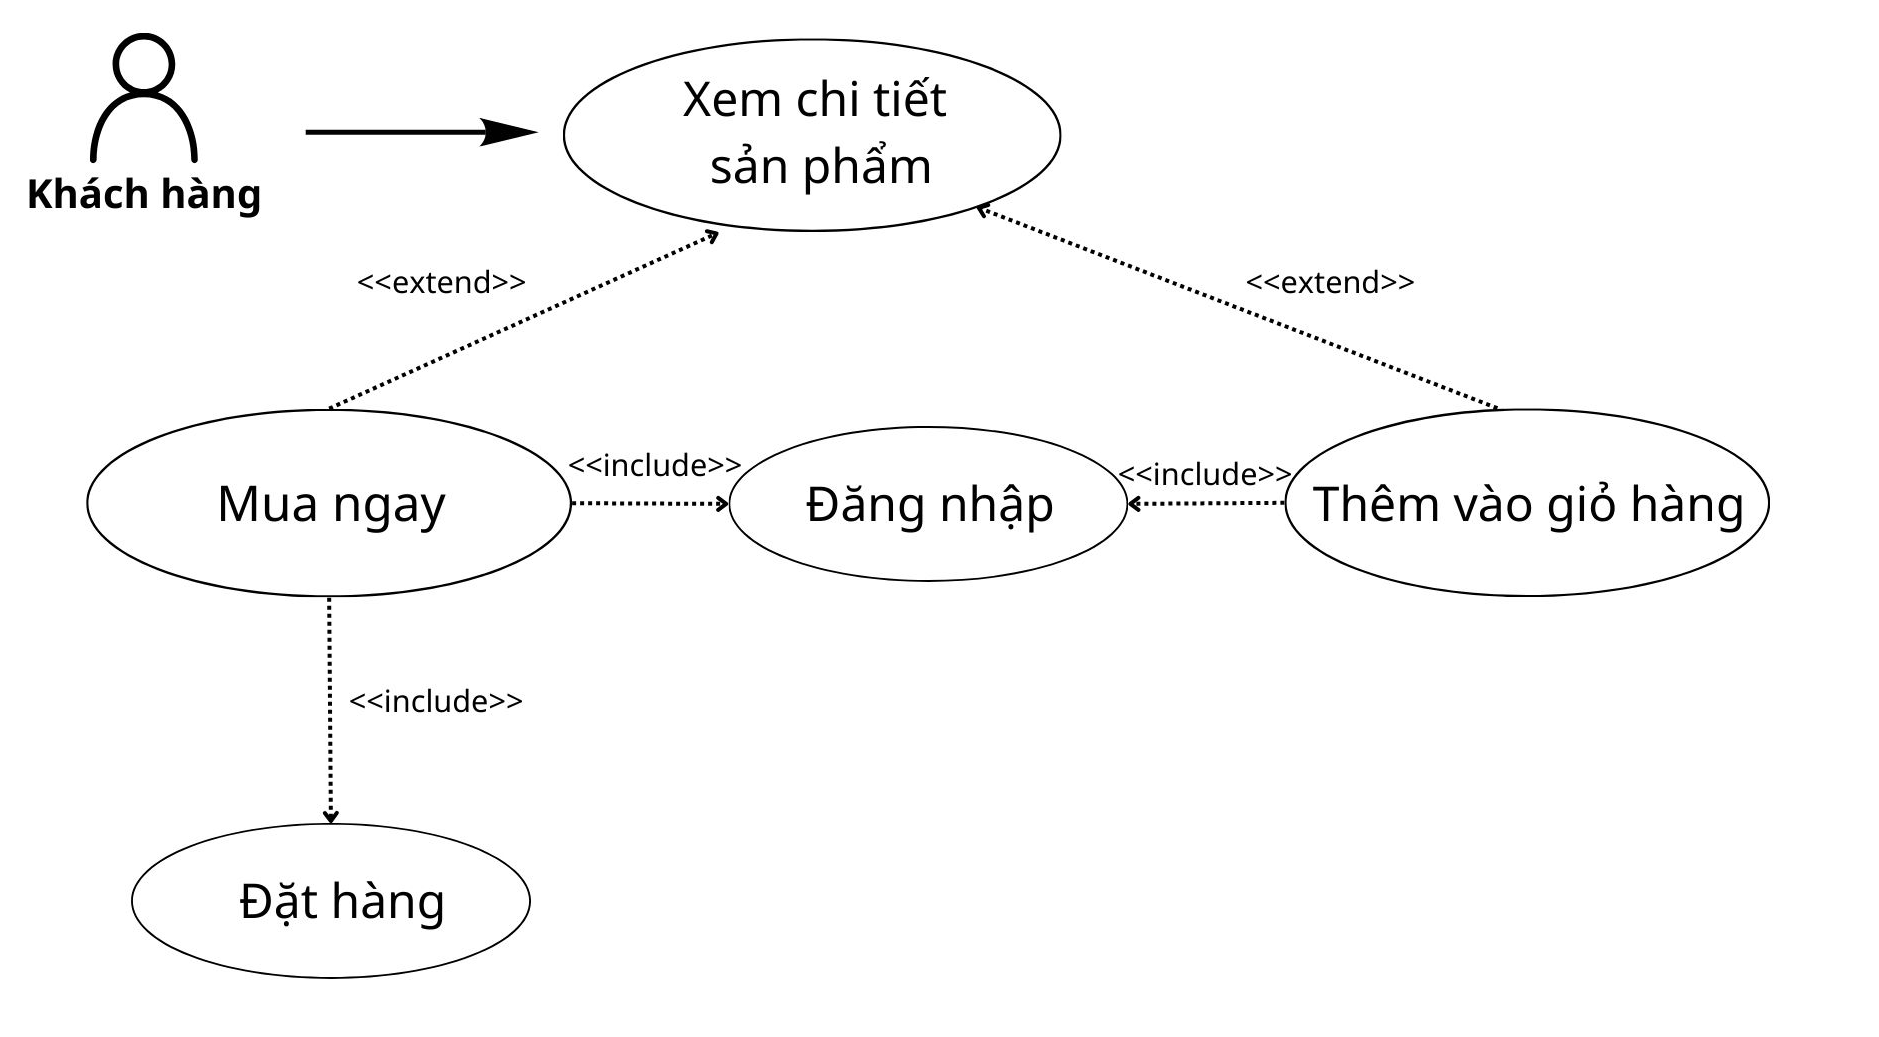 Xem chi tiết
sản phẩm
Khách hàng
<<extend>>
<<extend>>
<<include>>
<<include>>
Mua ngay
Đăng nhập
Thêm vào giỏ hàng
<<include>>
Đặt hàng